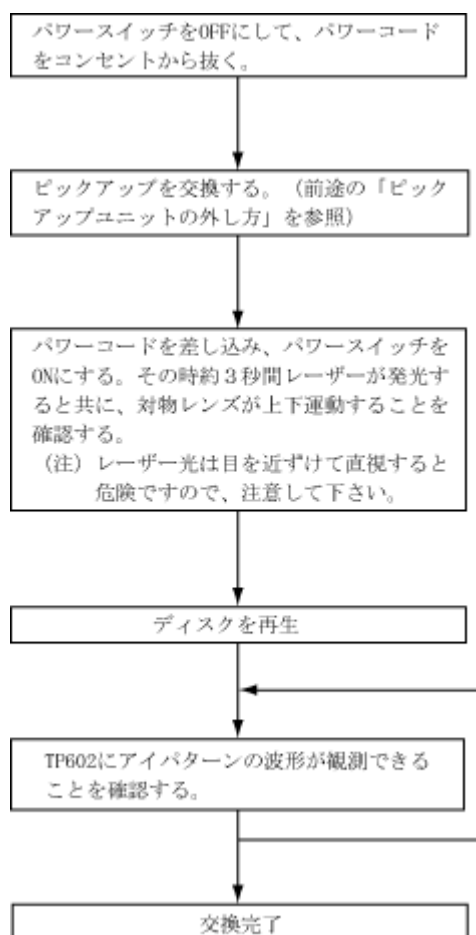 パワースイッチをOFFにして、パワーコード
をコンセントから抜く。
ピックアップを交換する。（前途の「ピック
アップユニットの外し方」を参照）
パワーコードを差し込み、パワースイッチを
ONにする。その時約３秒間レーザーが発光す
ると共に、対物レンズが上下運動することを
確認する。
（注）レーザー光は目を近ずけて直視すると
危険ですので、注意して下さい。
ディスクを再生
TP602にアイパターンの波形が観測できる
ことを確認する。
交換完了